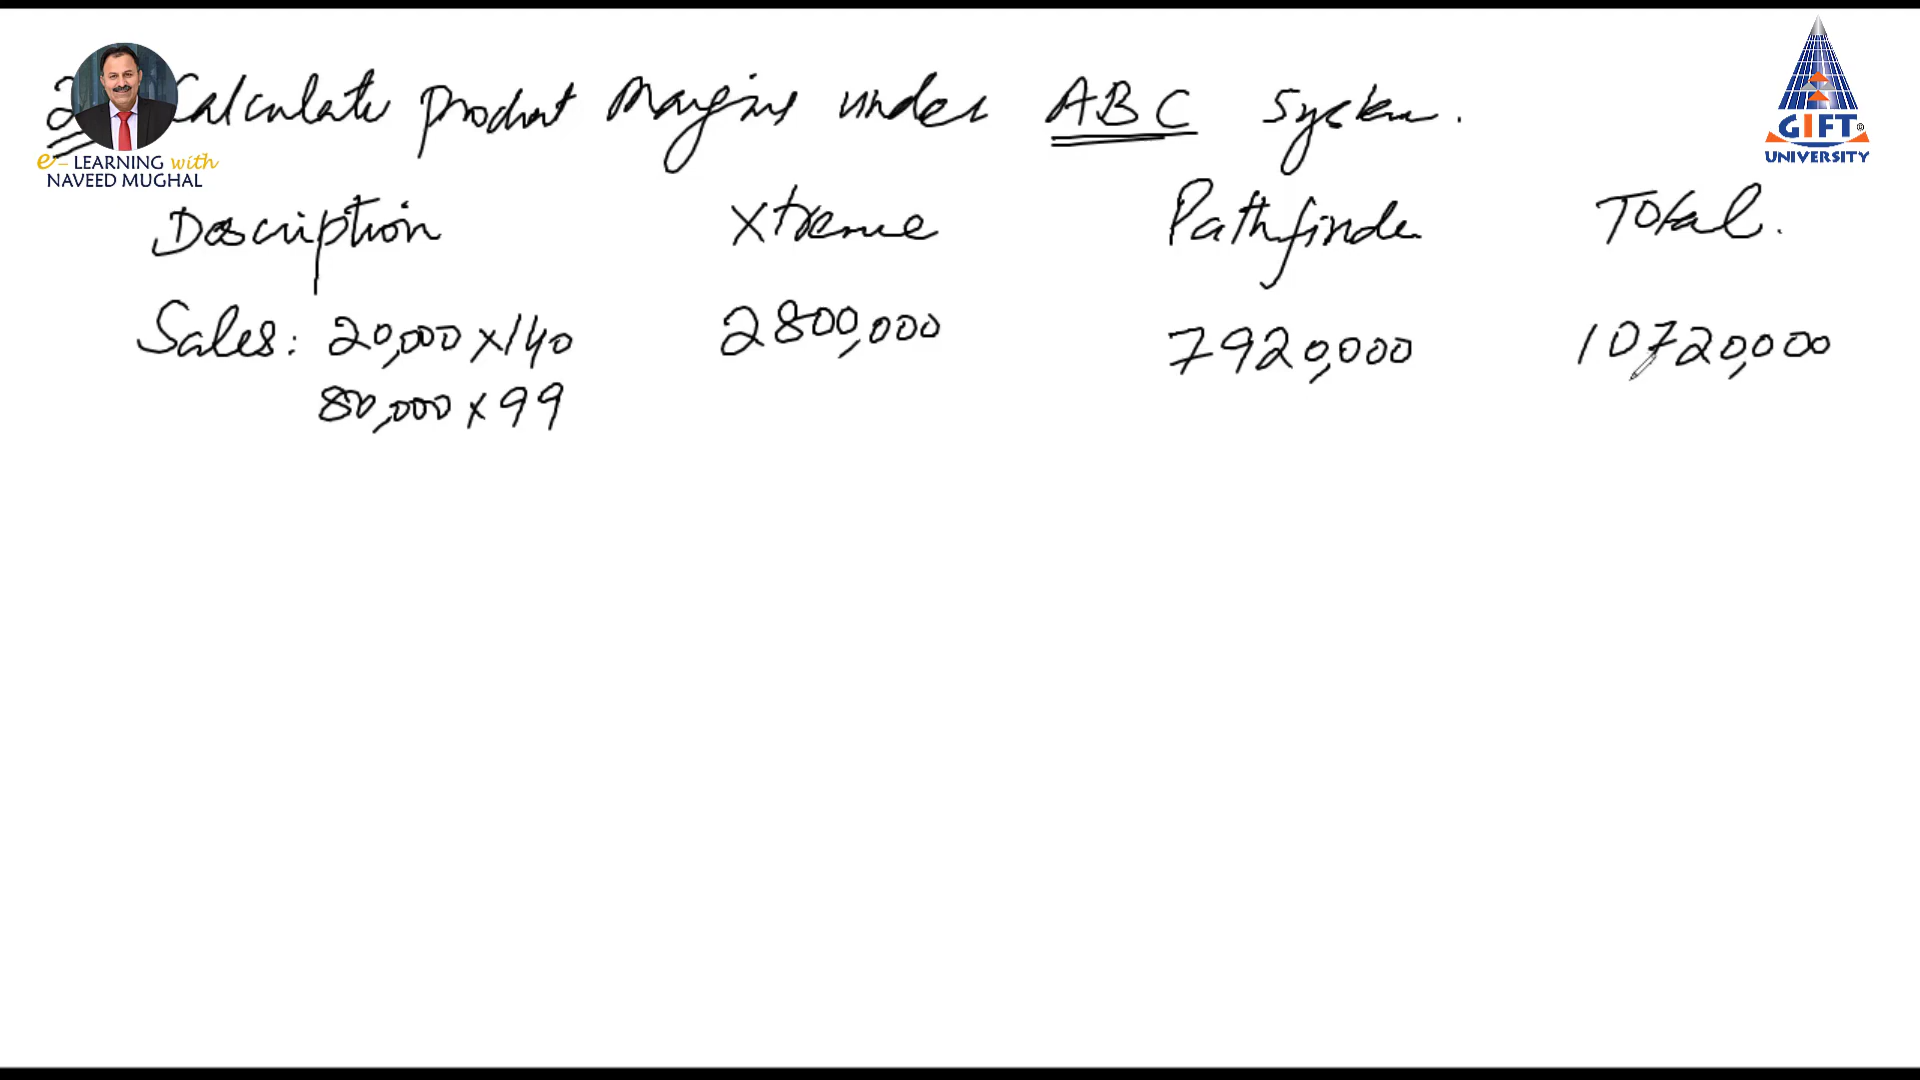 2. Calculate product Margins under ABC System.
e-LEARNING with
NAVEED MUGHAL
GIFT®
UNIVERSITY
Description Xtreme Pathfinder Total.
Sales: 20,000 x 140 2800,000 7920,000 10720,000
80,000 x 99